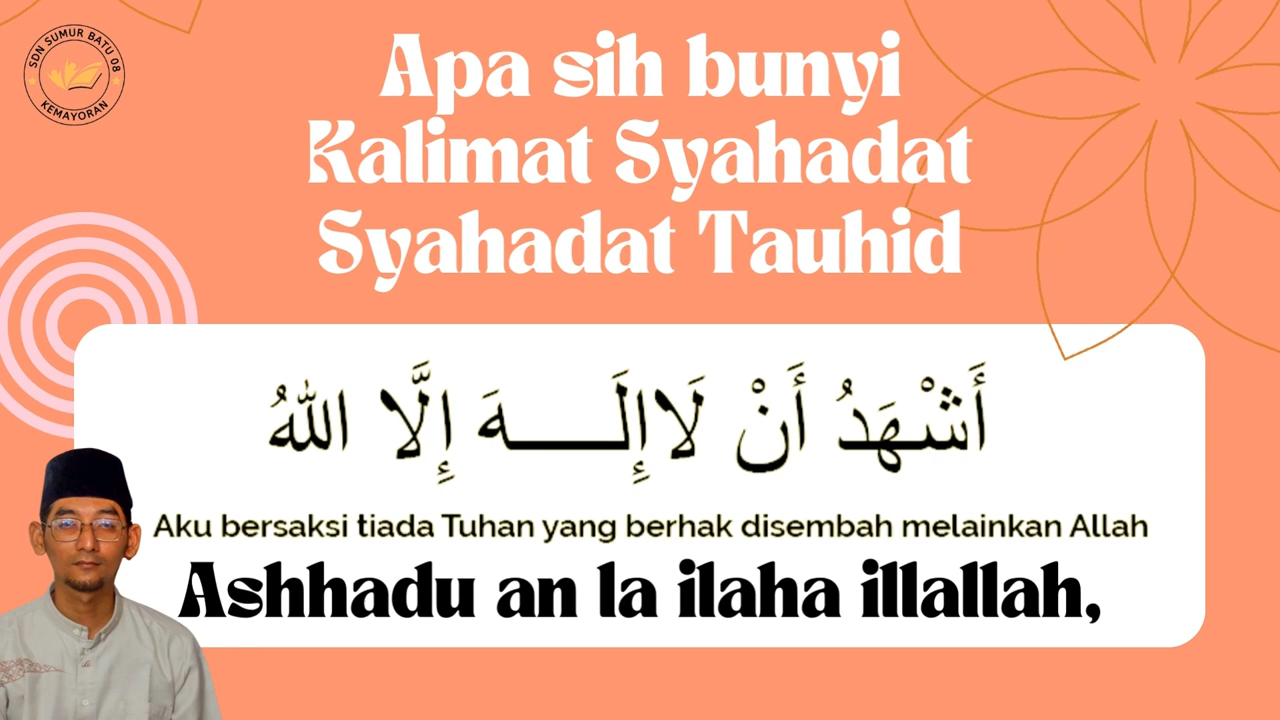 SDN SUMUR BATU 08
KEMAYORAN
Apa sih bunyi
Kalimat Syahadat
Syahadat Tauhid
أَشْهَدُ أَنْ لَاإِلَـــــهَ إِلَّا اللهُ
Aku bersaksi tiada Tuhan yang berhak disembah melainkan Allah
Ashhadu an la ilaha illallah,